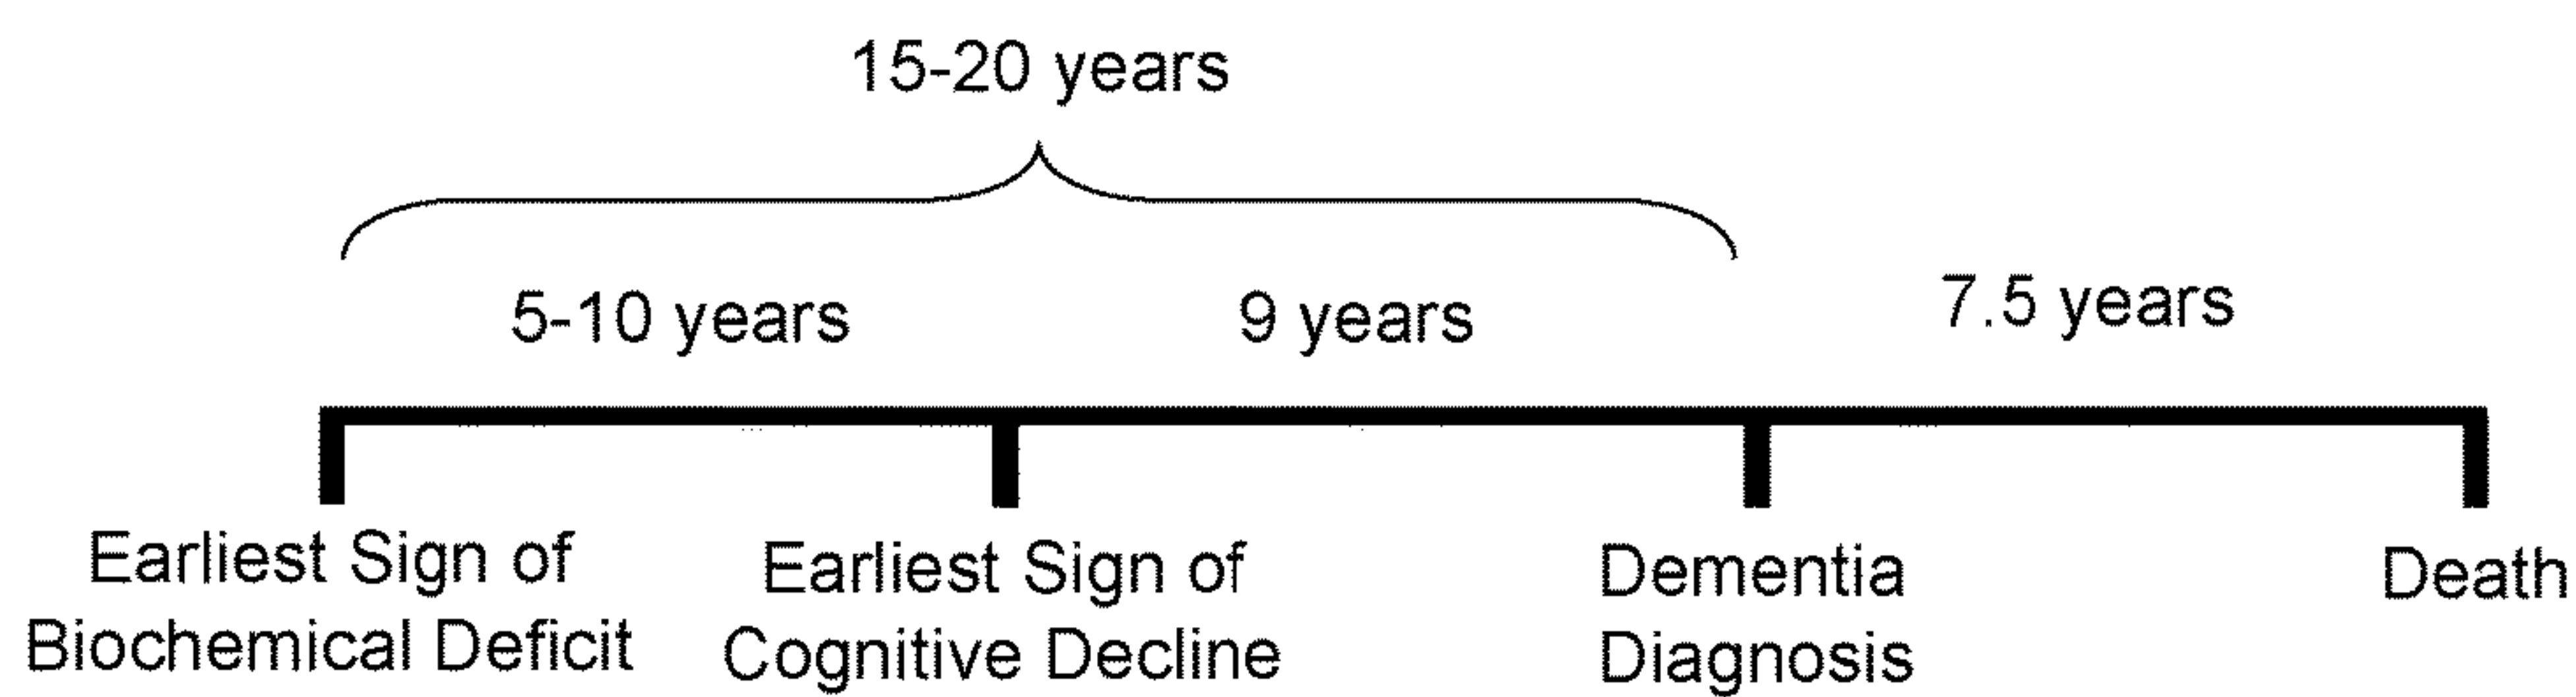 15-20 years
5-10 years
9 years
7.5 years
Earliest Sign of
Biochemical Deficit
Earliest Sign of
Cognitive Decline
Dementia
Diagnosis
Death